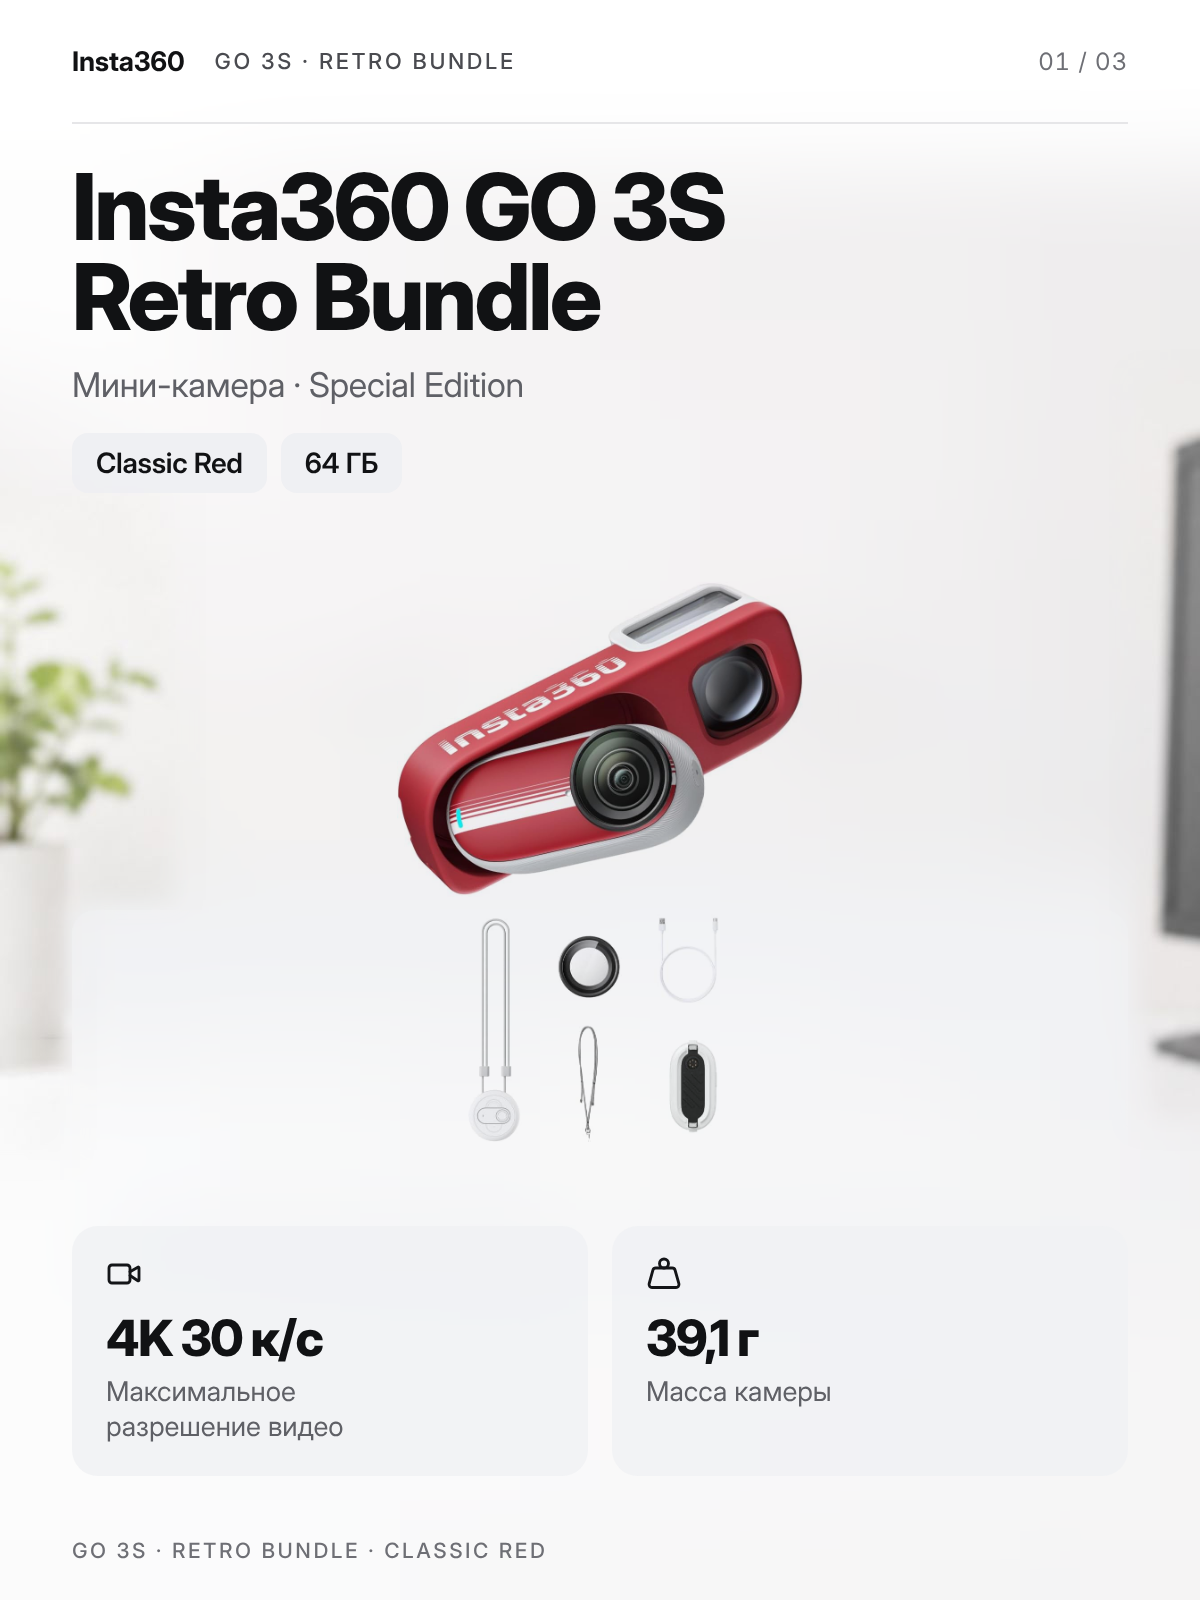 Insta360 GO 3S · RETRO BUNDLE 01 / 03
Insta360 GO 3S
Retro Bundle
Мини-камера · Special Edition
Classic Red 64 ГБ
Insta360
4K 30 к/с
Максимальное
разрешение видео
39,1 г
Масса камеры
GO 3S · RETRO BUNDLE · CLASSIC RED